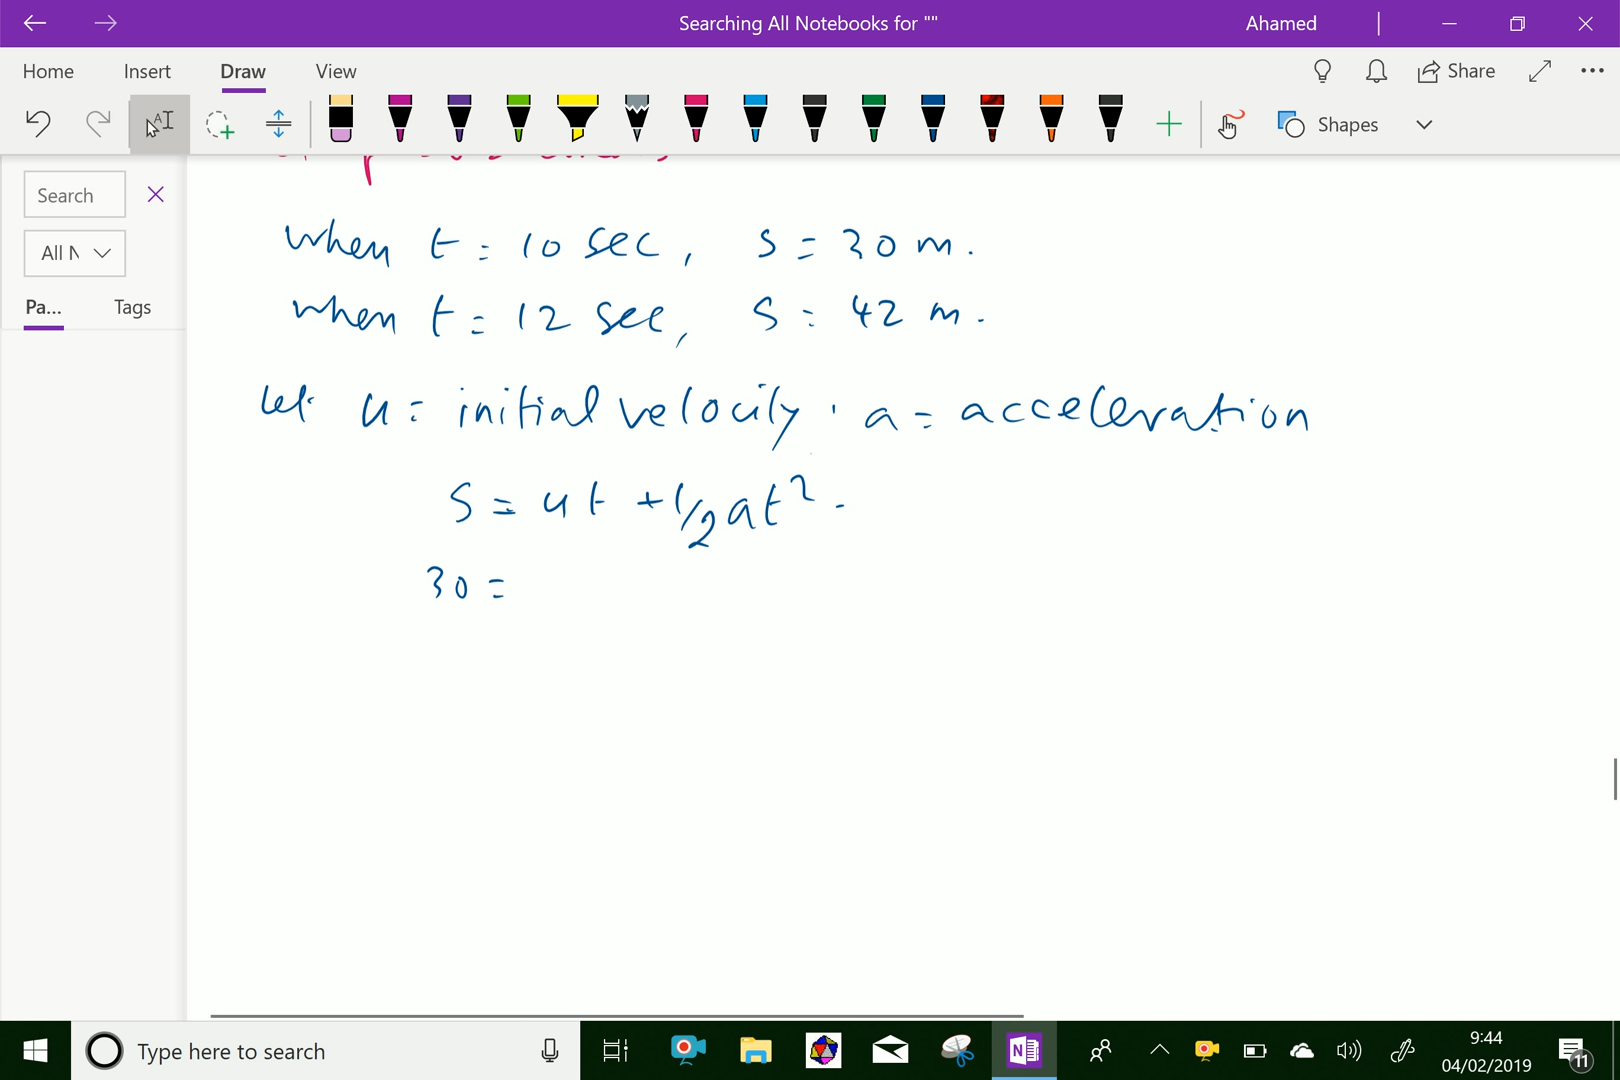 Searching All Notebooks for ""
Ahamed
Home Insert Draw View
Share
Shapes
Search
All N
Pa... Tags
when t = 10 sec, s = 30 m.
when t = 12 sec, s = 42 m.
Let u = initial velocity. a = acceleration
s = ut + 1/2 at².
30 =
Type here to search
9:44
04/02/2019
11